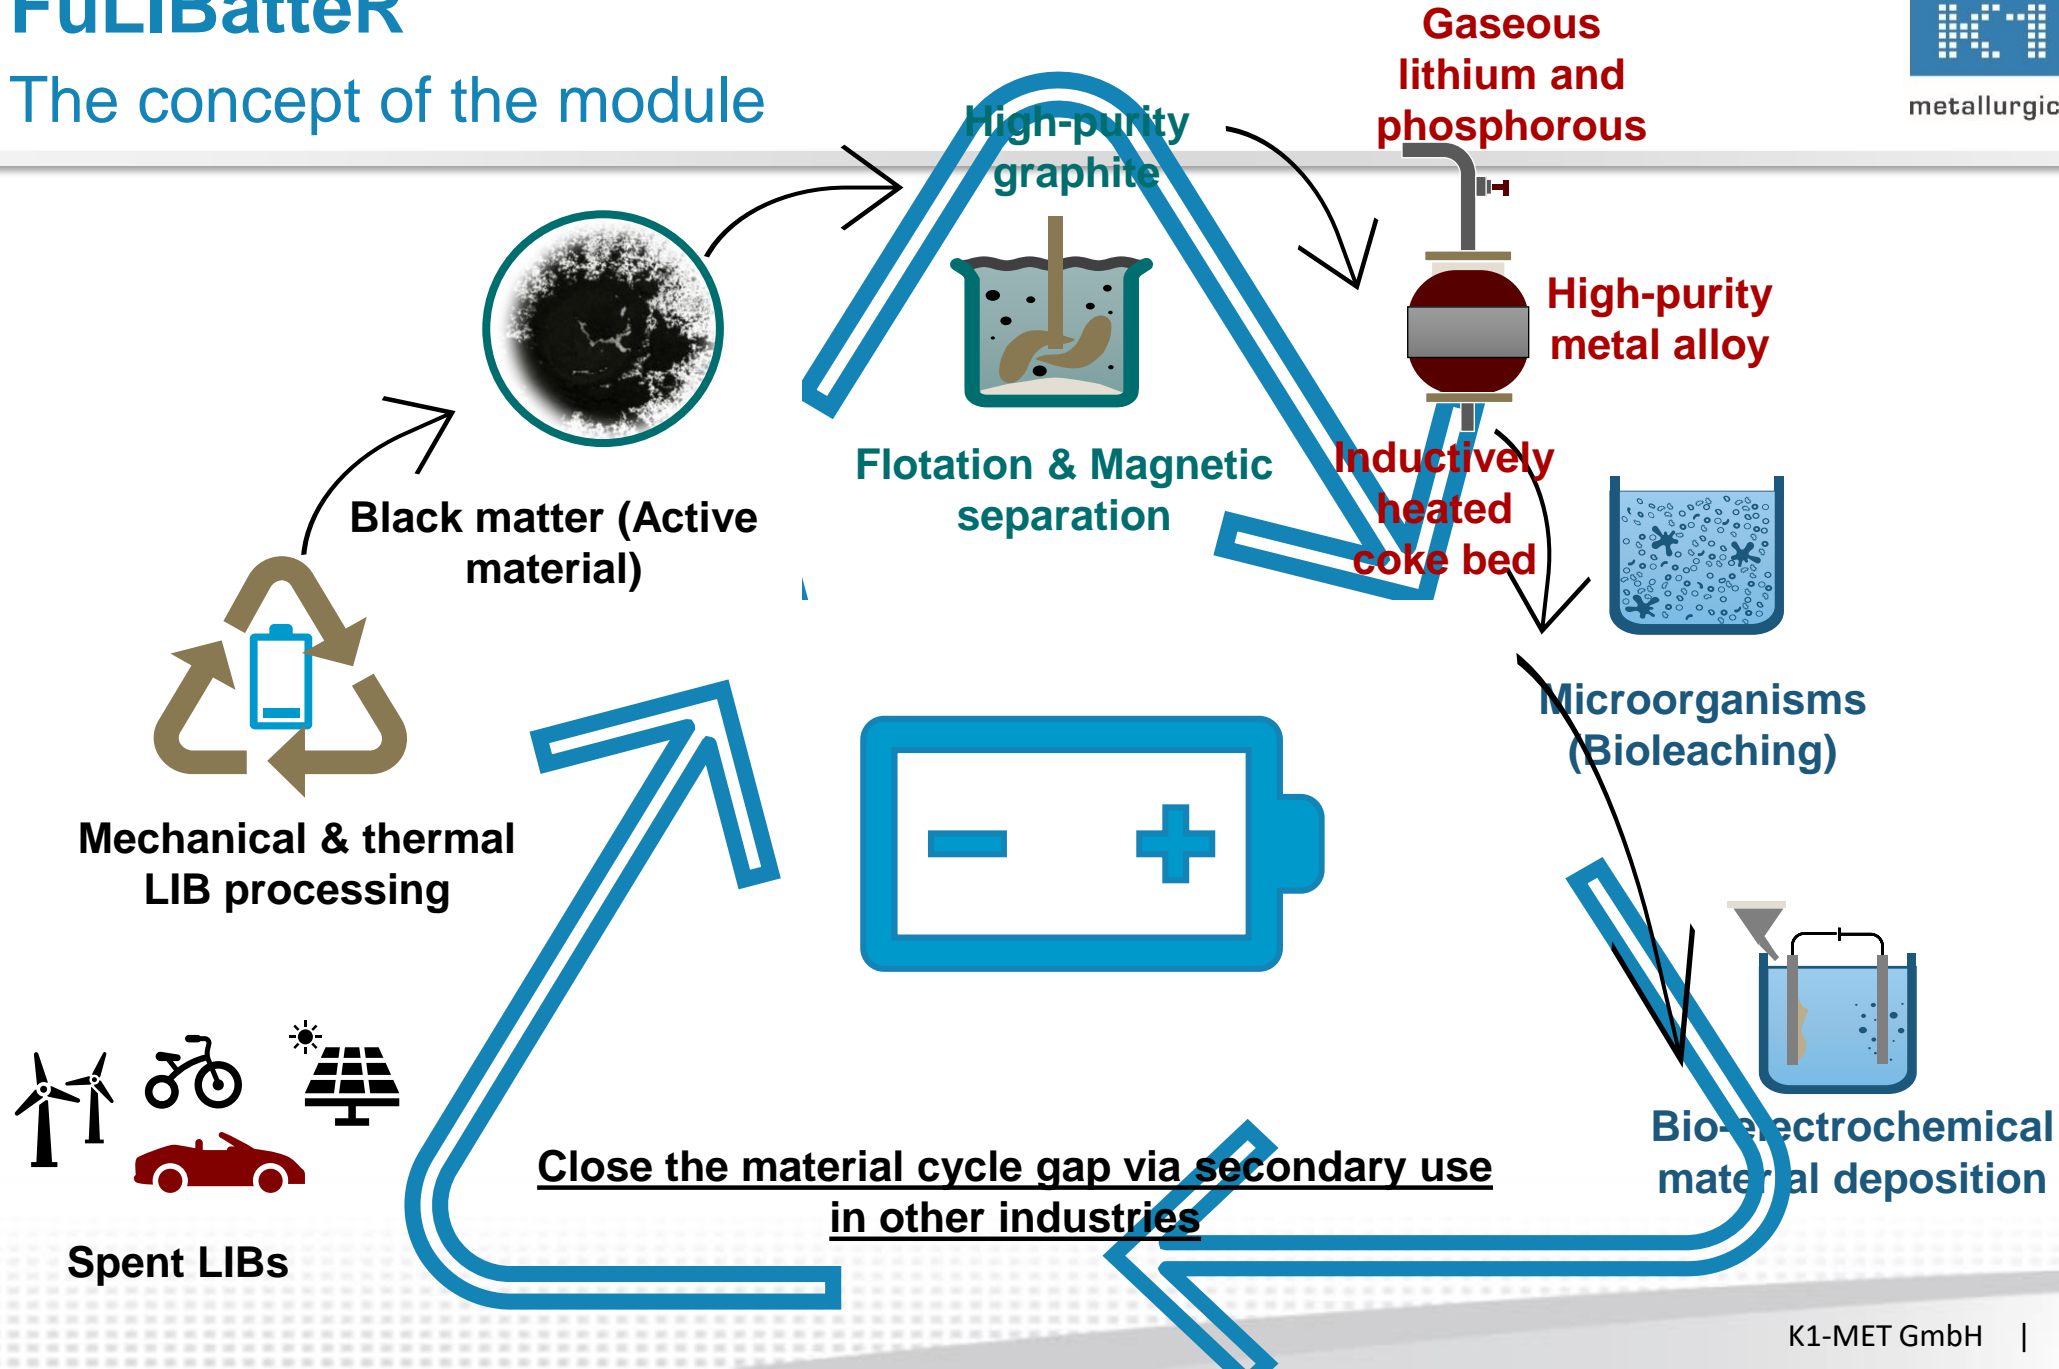 FuLIBatteR
The concept of the module
Gaseous
lithium and
phosphorous
K1
metallurgic
High-purity
graphite
High-purity
metal alloy
Flotation & Magnetic
separation
Inductively
heated
coke bed
Black matter (Active
material)
Microorganisms
(Bioleaching)
Mechanical & thermal
LIB processing
Bio-electrochemical
material deposition
Close the material cycle gap via secondary use
in other industries
Spent LIBs
K1-MET GmbH |